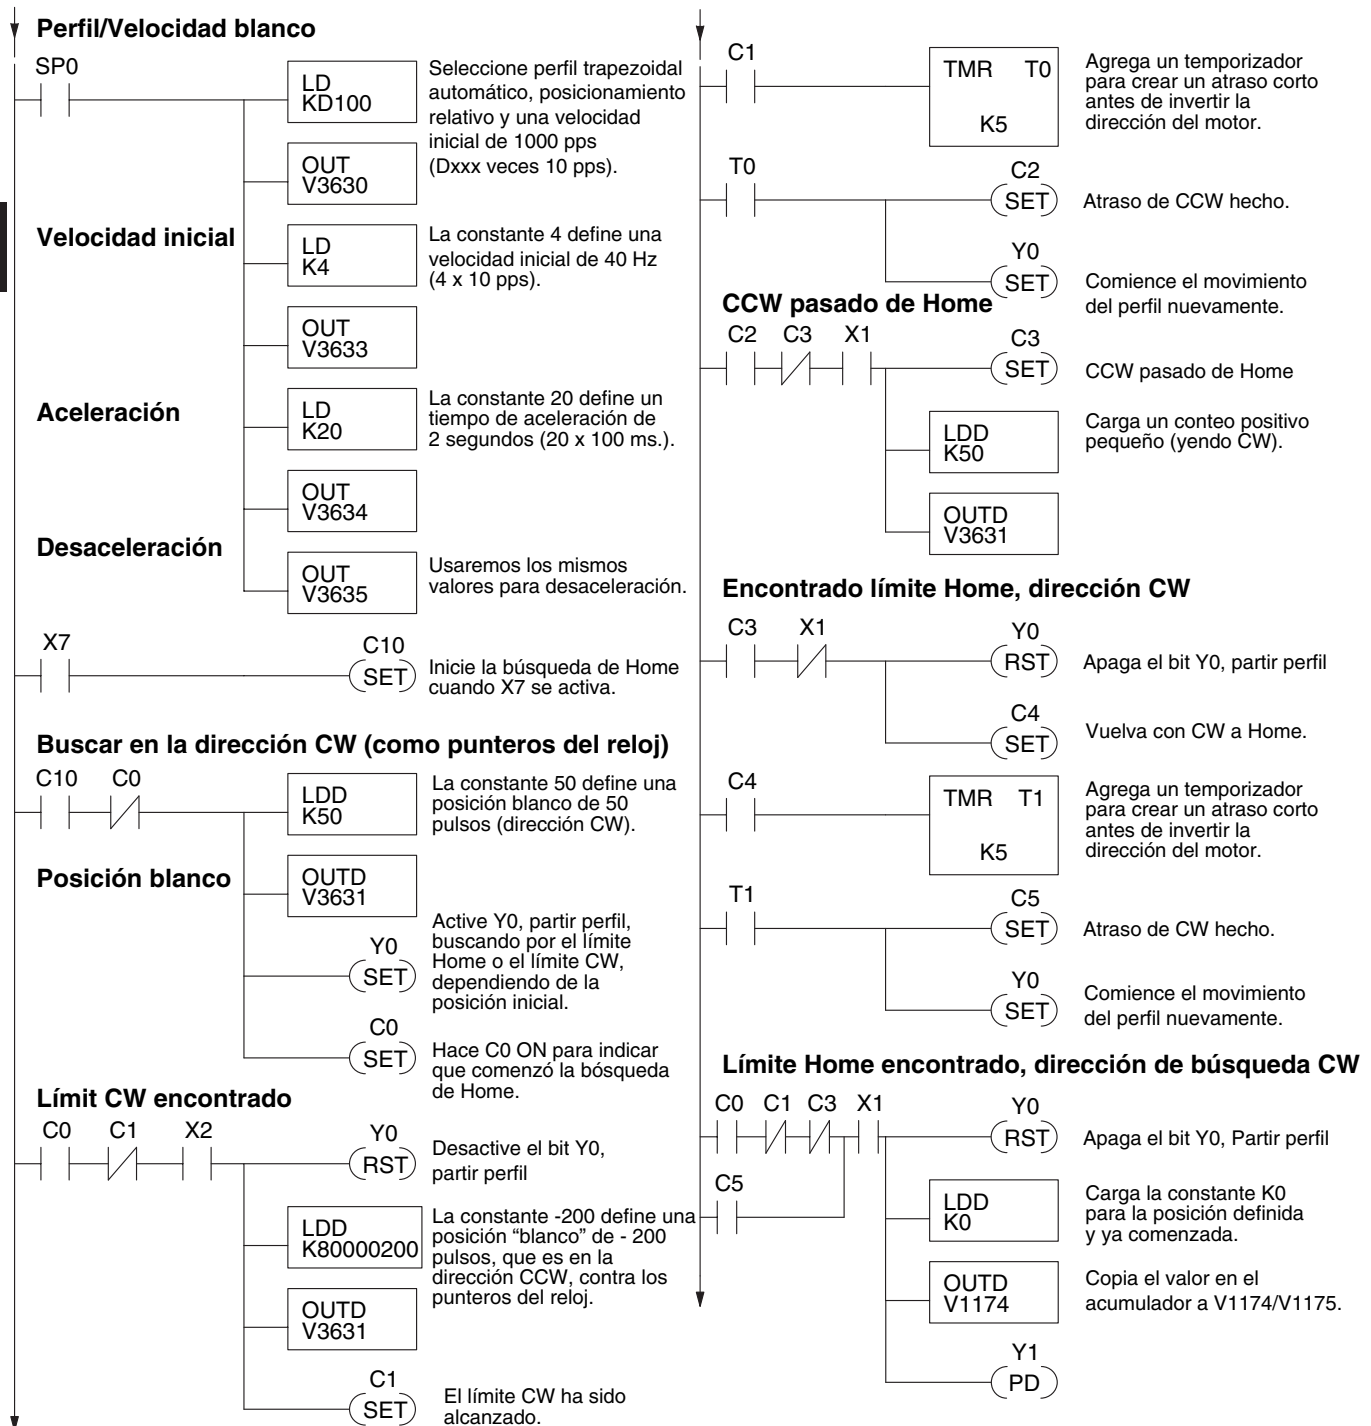 Perfil/Velocidad blanco
SP0
LD
KD100
Seleccione perfil trapezoidal
automático, posicionamiento
relativo y una velocidad
inicial de 1000 pps
(Dxxx veces 10 pps).
OUT
V3630
Velocidad inicial
LD
K4
La constante 4 define una
velocidad inicial de 40 Hz
(4 x 10 pps).
OUT
V3633
Aceleración
LD
K20
La constante 20 define un
tiempo de aceleración de
2 segundos (20 x 100 ms.).
OUT
V3634
Desaceleración
OUT
V3635
Usaremos los mismos
valores para desaceleración.
X7
C10
SET
Inicie la búsqueda de Home
cuando X7 se activa.
Buscar en la dirección CW (como punteros del reloj)
C10 C0
LDD
K50
La constante 50 define una
posición blanco de 50
pulsos (dirección CW).
Posición blanco
OUTD
V3631
Y0
SET
Active Y0, partir perfil,
buscando por el límite
Home o el límite CW,
dependiendo de la
posición inicial.
C0
SET
Hace C0 ON para indicar
que comenzó la bósqueda
de Home.
Límit CW encontrado
C0 C1 X2
Y0
RST
Desactive el bit Y0,
partir perfil
LDD
K80000200
La constante -200 define una
posición “blanco” de - 200
pulsos, que es en la
dirección CCW, contra los
punteros del reloj.
OUTD
V3631
C1
SET
El límite CW ha sido
alcanzado.
C1
TMR T0
K5
Agrega un temporizador
para crear un atraso corto
antes de invertir la
dirección del motor.
T0
C2
SET
Atraso de CCW hecho.
Y0
SET
Comience el movimiento
del perfil nuevamente.
CCW pasado de Home
C2 C3 X1
C3
SET
CCW pasado de Home
LDD
K50
Carga un conteo positivo
pequeño (yendo CW).
OUTD
V3631
Encontrado límite Home, dirección CW
C3 X1
Y0
RST
Apaga el bit Y0, partir perfil
C4
SET
Vuelva con CW a Home.
C4
TMR T1
K5
Agrega un temporizador
para crear un atraso corto
antes de invertir la
dirección del motor.
T1
C5
SET
Atraso de CW hecho.
Y0
SET
Comience el movimiento
del perfil nuevamente.
Límite Home encontrado, dirección de búsqueda CW
C0 C1 C3 X1
Y0
RST
Apaga el bit Y0, Partir perfil
C5
LDD
K0
Carga la constante K0
para la posición definida
y ya comenzada.
OUTD
V1174
Copia el valor en el
acumulador a V1174/V1175.
Y1
PD